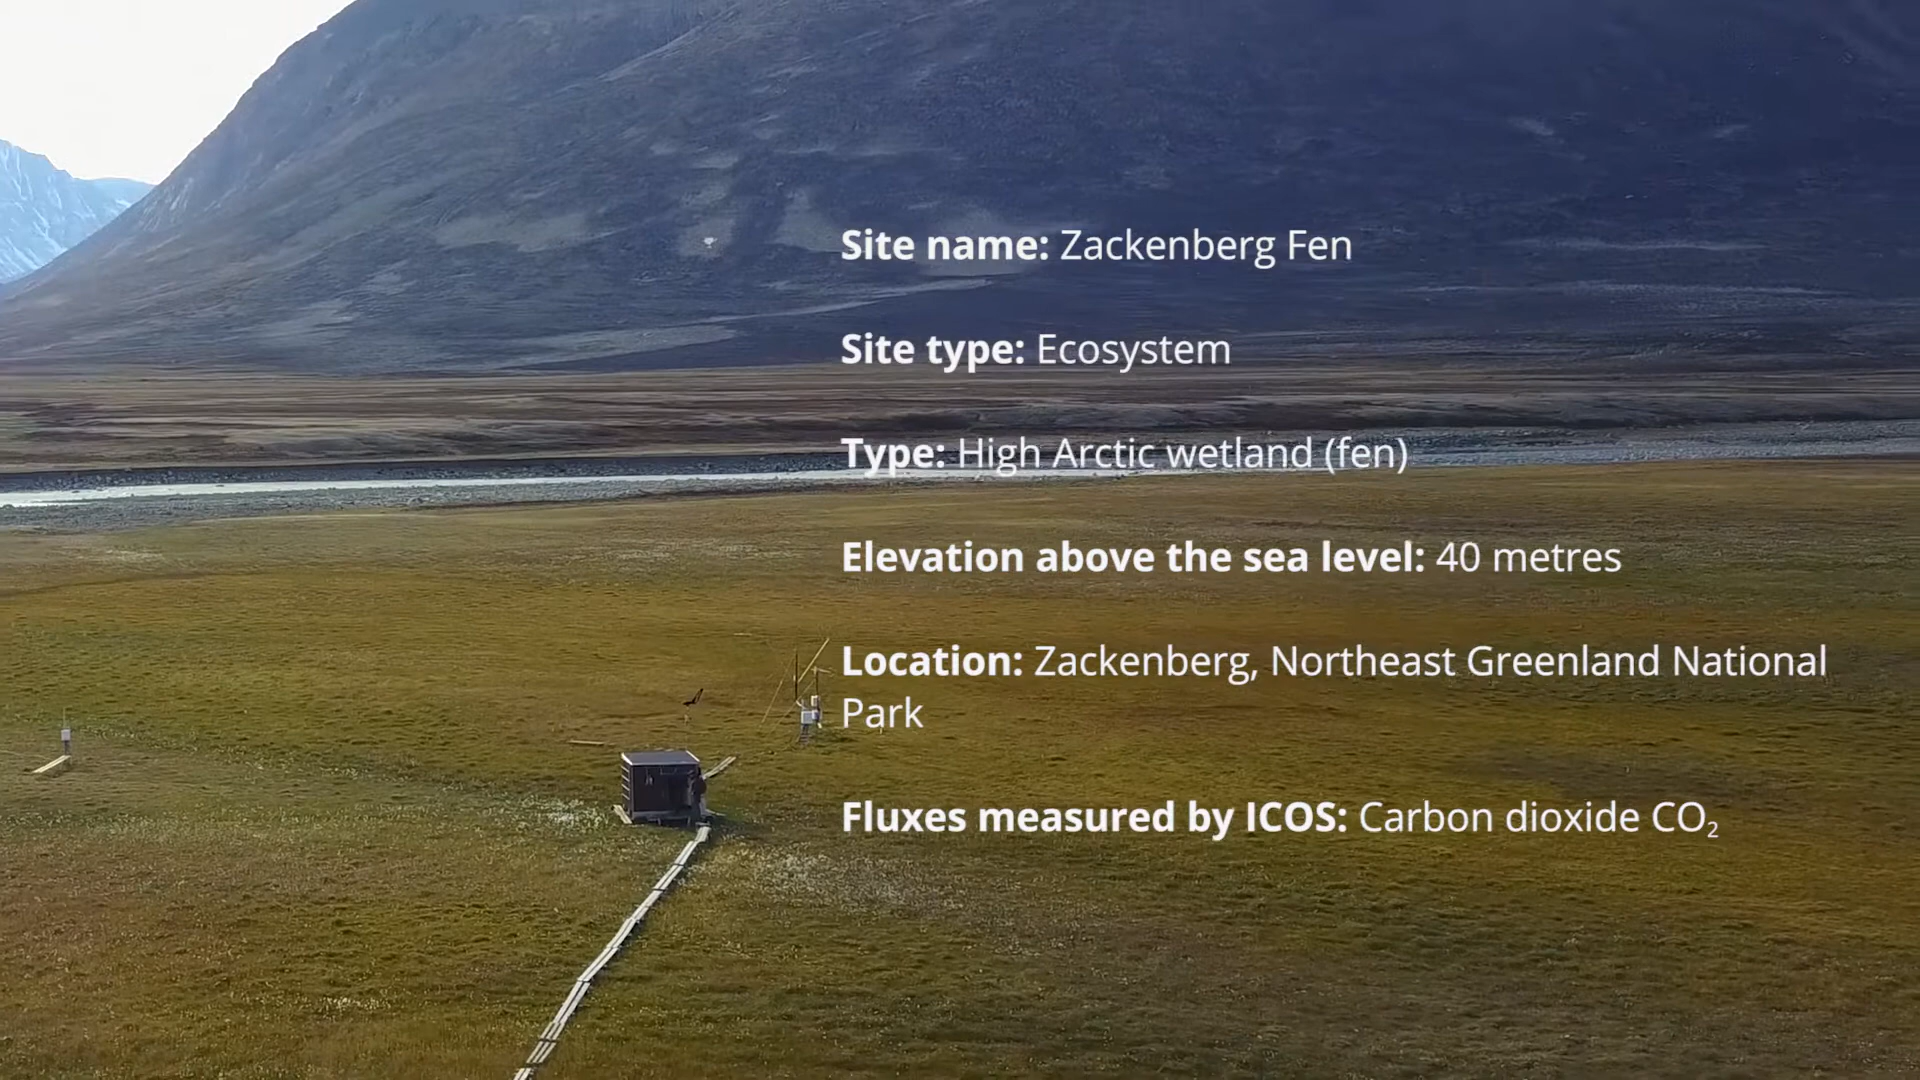 Site name: Zackenberg Fen
Site type: Ecosystem
Type: High Arctic wetland (fen)
Elevation above the sea level: 40 metres
Location: Zackenberg, Northeast Greenland National
Park
Fluxes measured by ICOS: Carbon dioxide CO₂